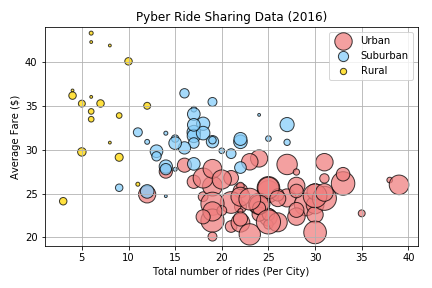 Pyber Ride Sharing Data (2016)
Urban
Suburban
Rural
Average Fare ($)
40
35
30
25
20
5 10 15 20 25 30 35 40
Total number of rides (Per City)